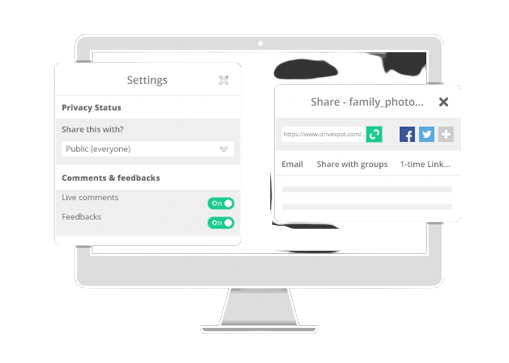 Settings
Privacy Status
Share this with?
Public (everyone)
Comments & feedbacks
Live comments
On
Feedbacks
On
Share - family_photo...
https://www.drivespot.com/...
Email Share with groups 1-time Link...